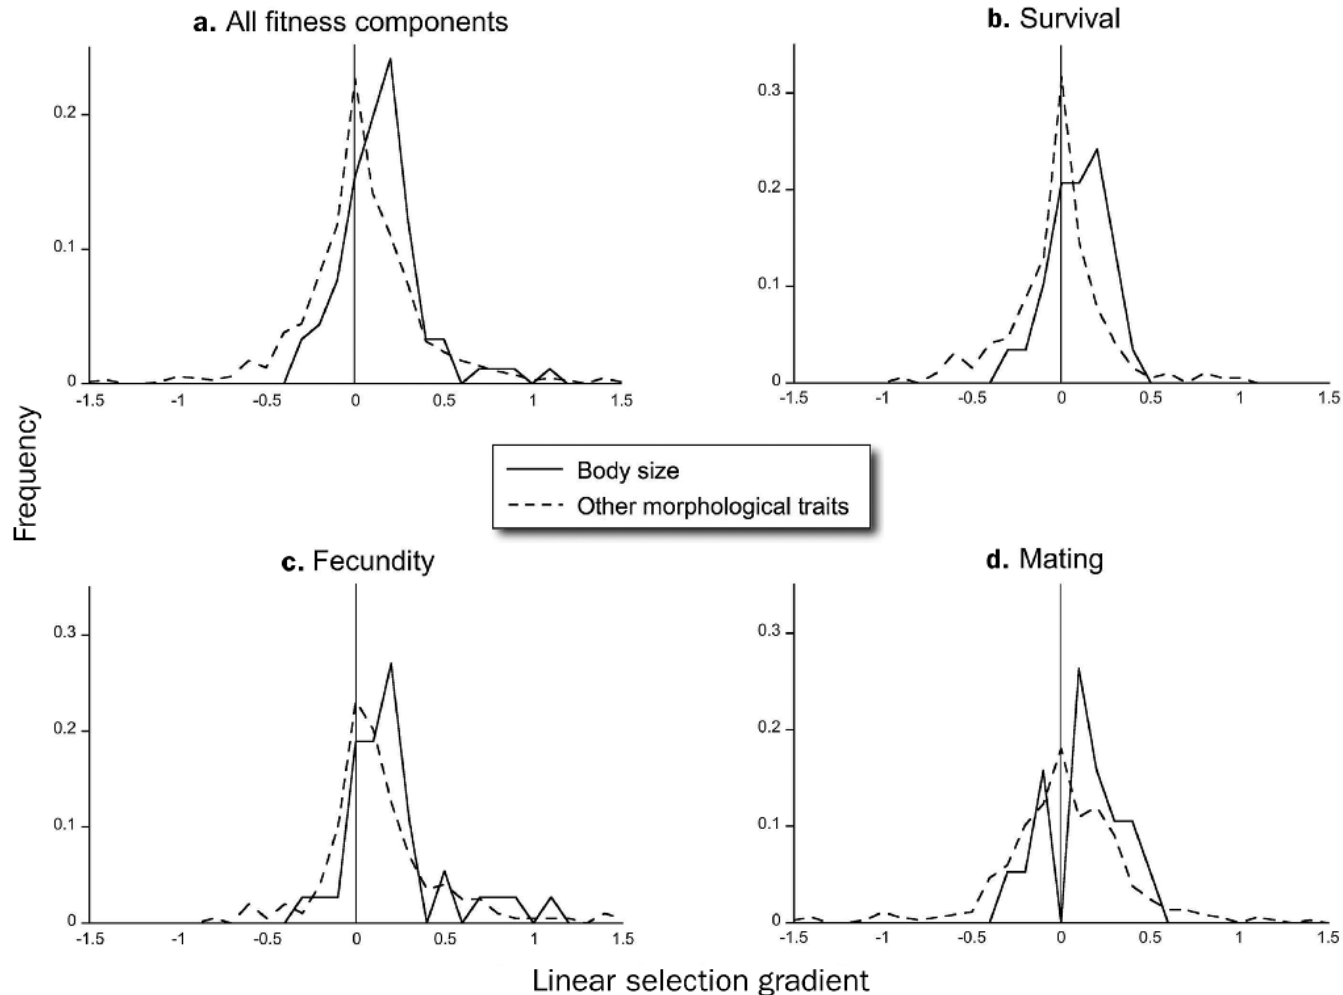 a. All fitness components
0.2
0.1
0
-1.5 -1 -0.5 0 0.5 1 1.5
b. Survival
0.3
0.2
0.1
0
-1.5 -1 -0.5 0 0.5 1 1.5
Frequency
Body size
Other morphological traits
c. Fecundity
0.3
0.2
0.1
0
-1.5 -1 -0.5 0 0.5 1 1.5
d. Mating
0.3
0.2
0.1
0
-1.5 -1 -0.5 0 0.5 1 1.5
Linear selection gradient